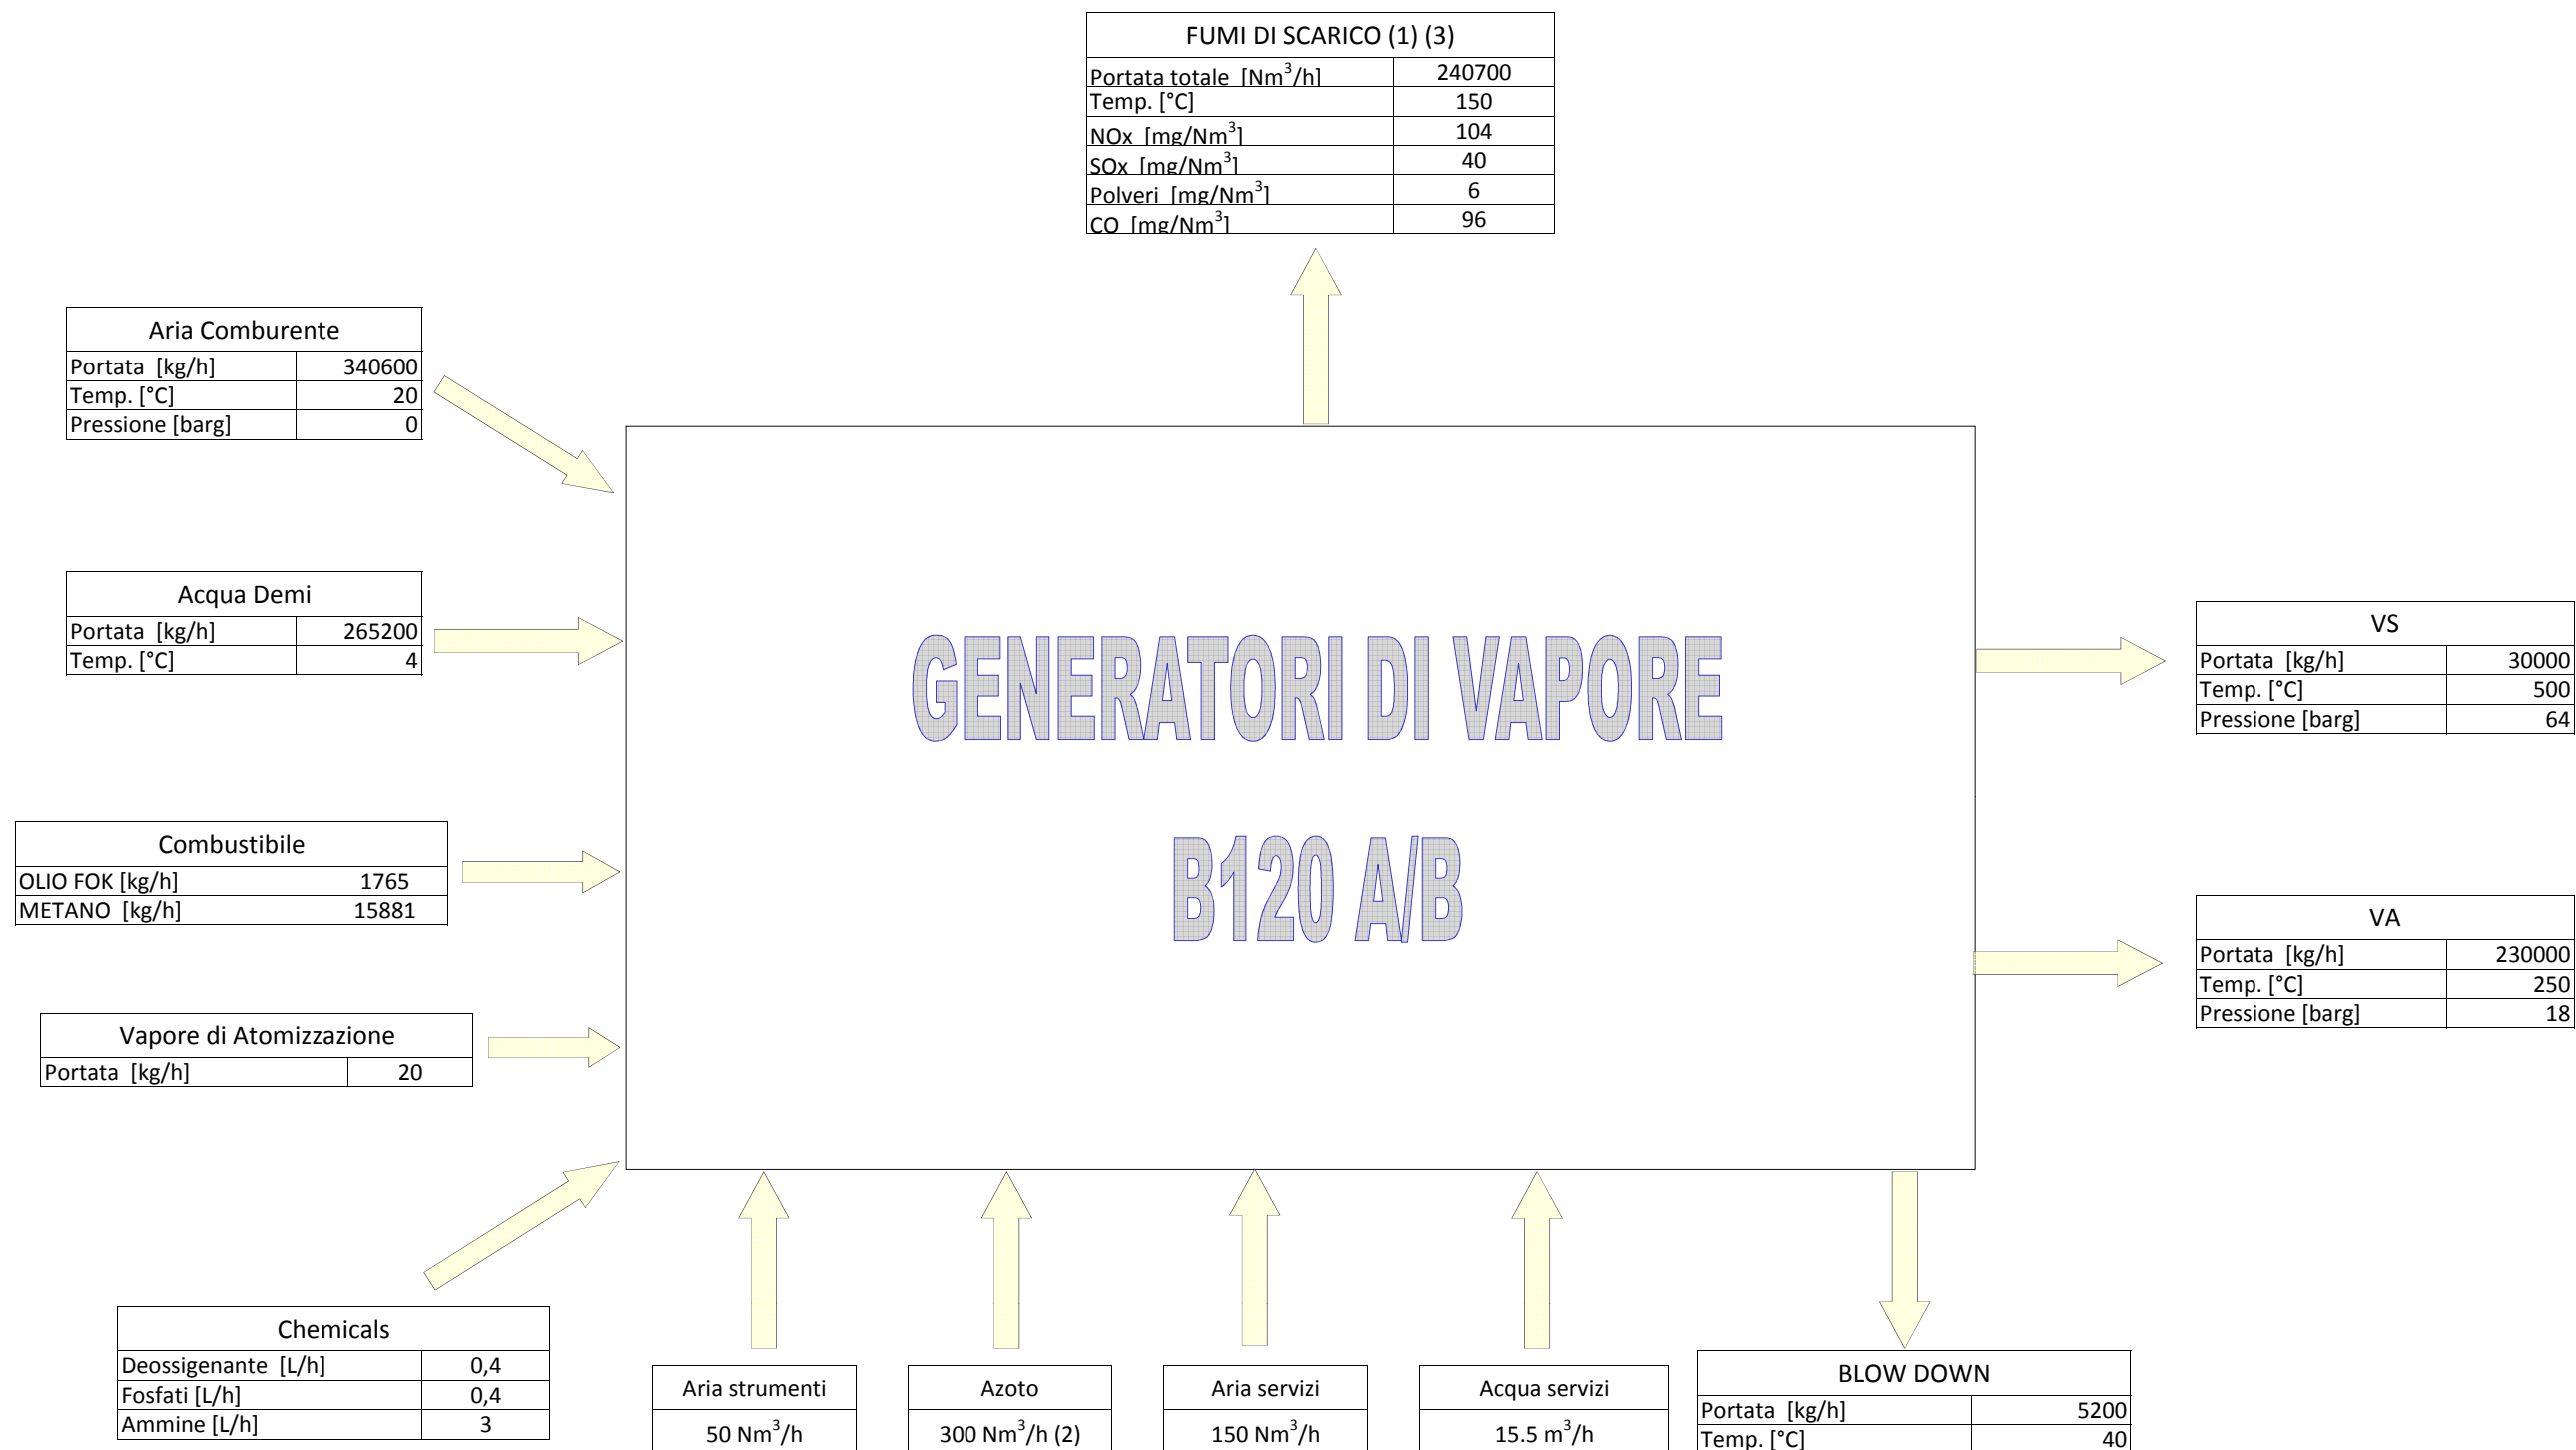 FUMI DI SCARICO (1) (3)
Portata totale [Nm³/h] 240700
Temp. [°C] 150
NOx [mg/Nm³] 104
SOx [mg/Nm³] 40
Polveri [mg/Nm³] 6
CO [mg/Nm³] 96
Aria Comburente
Portata [kg/h] 340600
Temp. [°C] 20
Pressione [barg] 0
Acqua Demi
Portata [kg/h] 265200
Temp. [°C] 4
Combustibile
OLIO FOK [kg/h] 1765
METANO [kg/h] 15881
Vapore di Atomizzazione
Portata [kg/h] 20
Chemicals
Deossigenante [L/h] 0,4
Fosfati [L/h] 0,4
Ammine [L/h] 3
GENERATORI DI VAPORE
B120 A/B
VS
Portata [kg/h] 30000
Temp. [°C] 500
Pressione [barg] 64
VA
Portata [kg/h] 230000
Temp. [°C] 250
Pressione [barg] 18
Aria strumenti
50 Nm³/h
Azoto
300 Nm³/h (2)
Aria servizi
150 Nm³/h
Acqua servizi
15.5 m³/h
BLOW DOWN
Portata [kg/h] 5200
Temp. [°C] 40